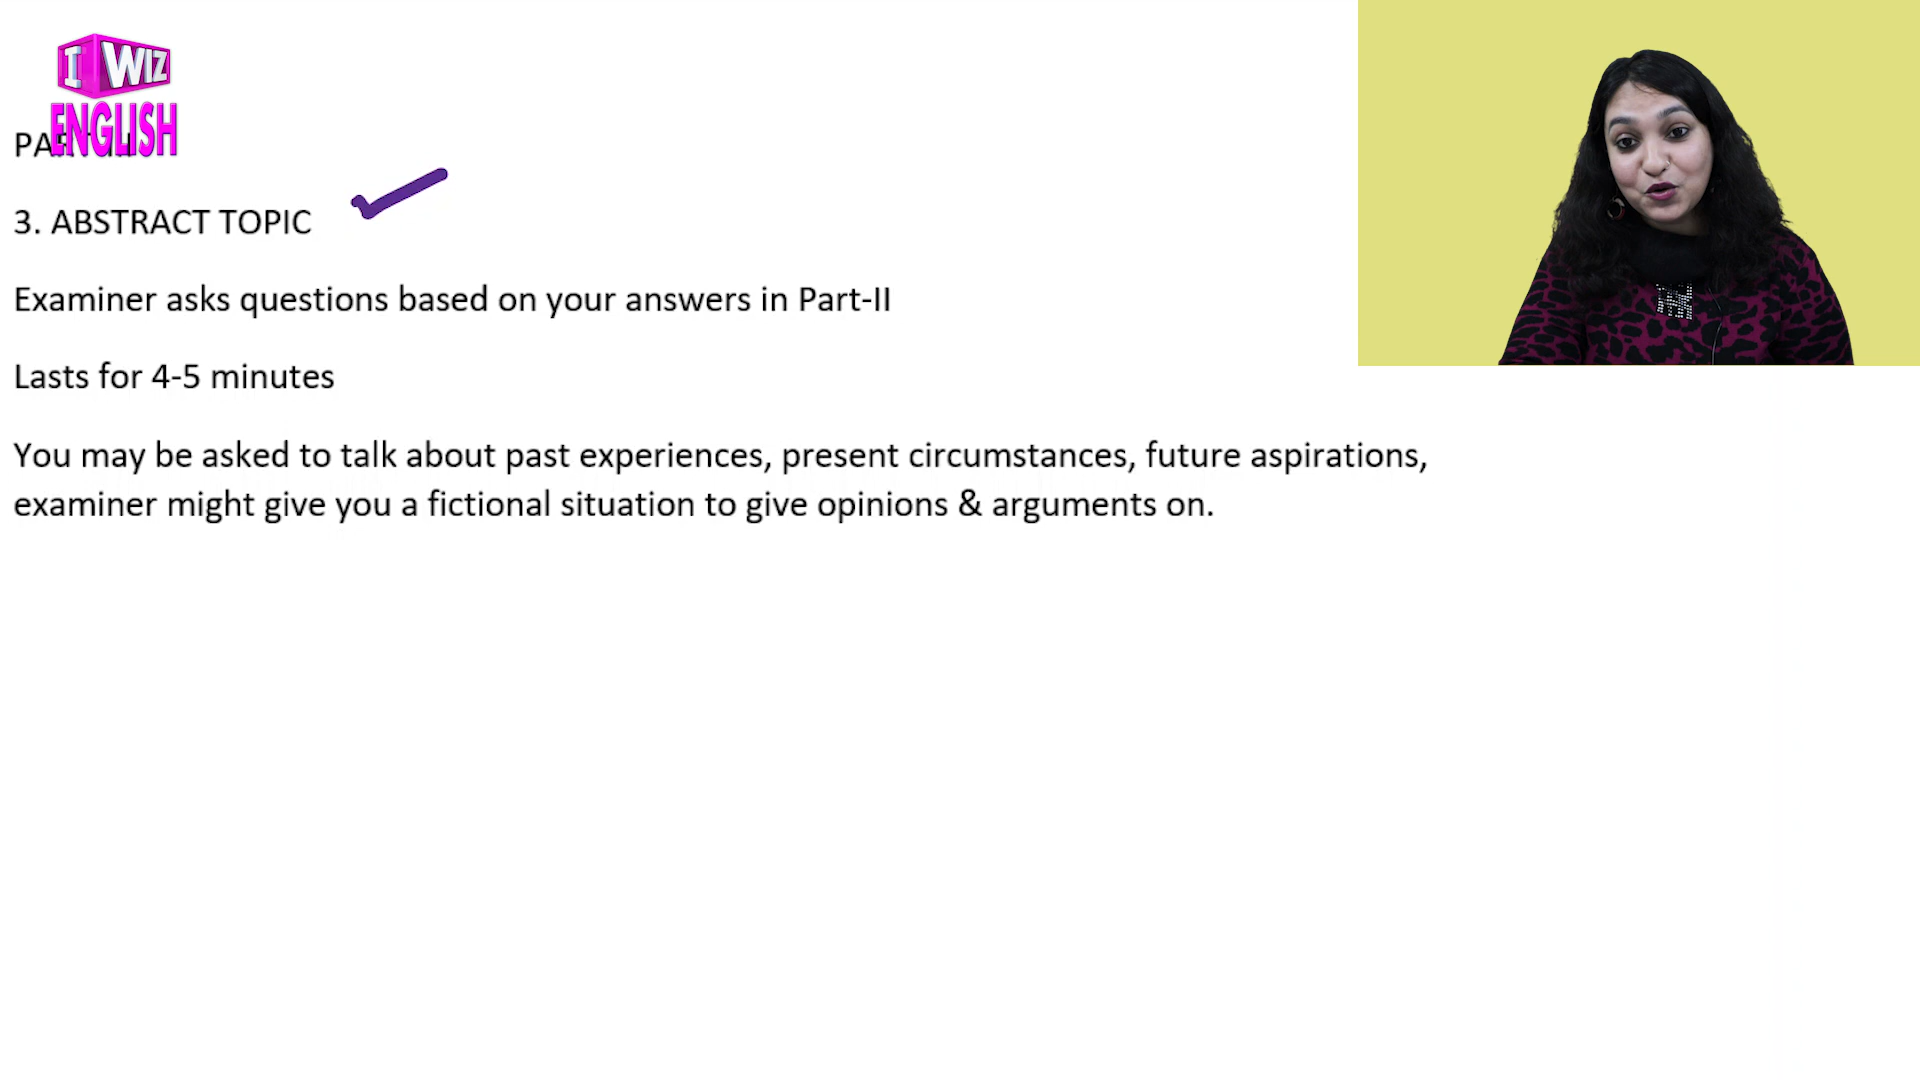 I WIZ
ENGLISH
3. ABSTRACT TOPIC
Examiner asks questions based on your answers in Part-II
Lasts for 4-5 minutes
You may be asked to talk about past experiences, present circumstances, future aspirations,
examiner might give you a fictional situation to give opinions & arguments on.